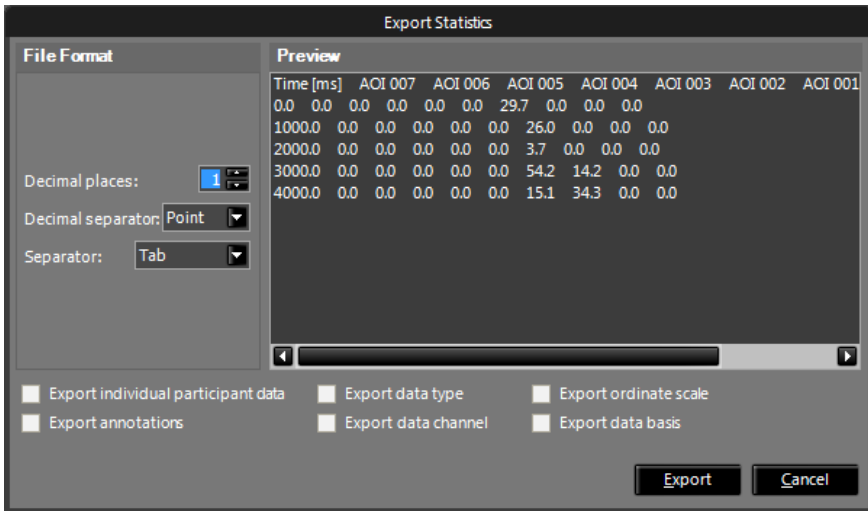 Export Statistics
File Format
Preview
Decimal places: 1
Decimal separator: Point
Separator: Tab
Time [ms] AOI 007 AOI 006 AOI 005 AOI 004 AOI 003 AOI 002 AOI 001
0.0 0.0 0.0 0.0 0.0 0.0 29.7 0.0 0.0 0.0
1000.0 0.0 0.0 0.0 0.0 0.0 26.0 0.0 0.0 0.0
2000.0 0.0 0.0 0.0 0.0 0.0 3.7 0.0 0.0 0.0
3000.0 0.0 0.0 0.0 0.0 0.0 54.2 14.2 0.0 0.0
4000.0 0.0 0.0 0.0 0.0 0.0 15.1 34.3 0.0 0.0
Export individual participant data
Export data type
Export ordinate scale
Export annotations
Export data channel
Export data basis
Export
Cancel